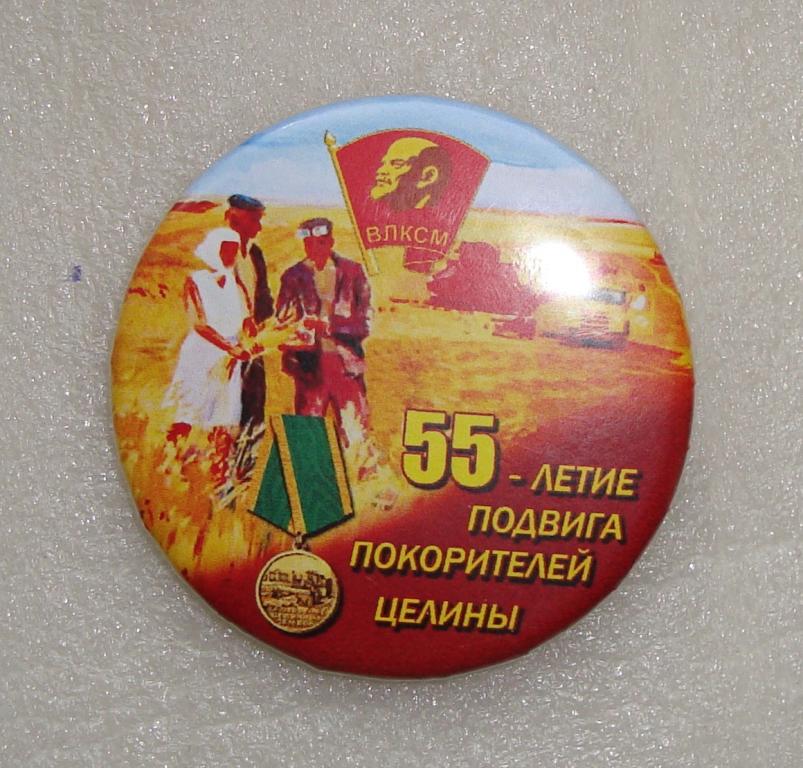 ВЛКСМ
55 - ЛЕТИЕ
ПОДВИГА
ПОКОРИТЕЛЕЙ
ЦЕЛИНЫ